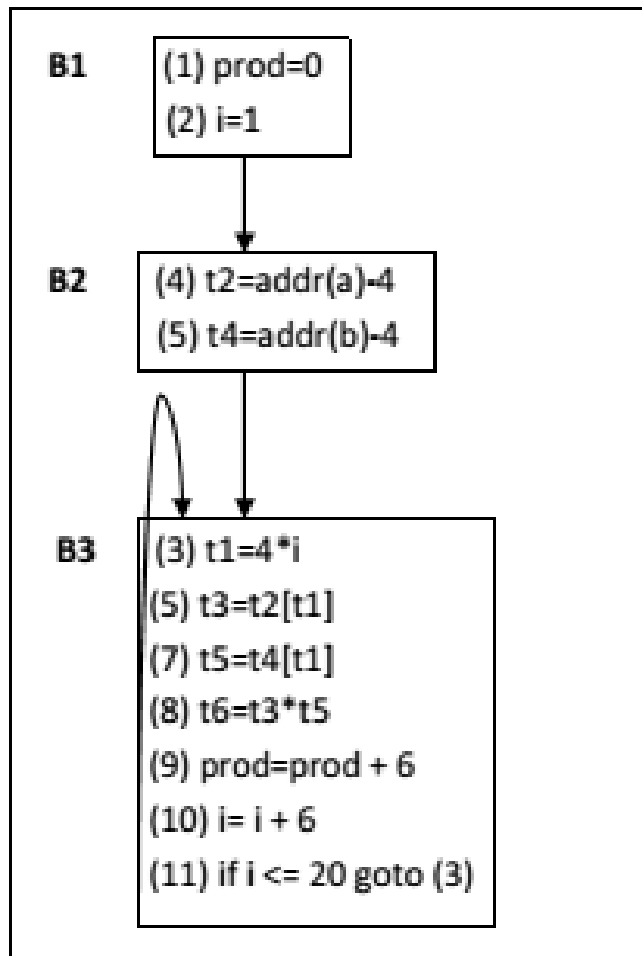 B1
(1) prod=0
(2) i=1
B2
(4) t2=addr(a)-4
(5) t4=addr(b)-4
B3
(3) t1=4*i
(5) t3=t2[t1]
(7) t5=t4[t1]
(8) t6=t3*t5
(9) prod=prod + 6
(10) i= i + 6
(11) if i <= 20 goto (3)